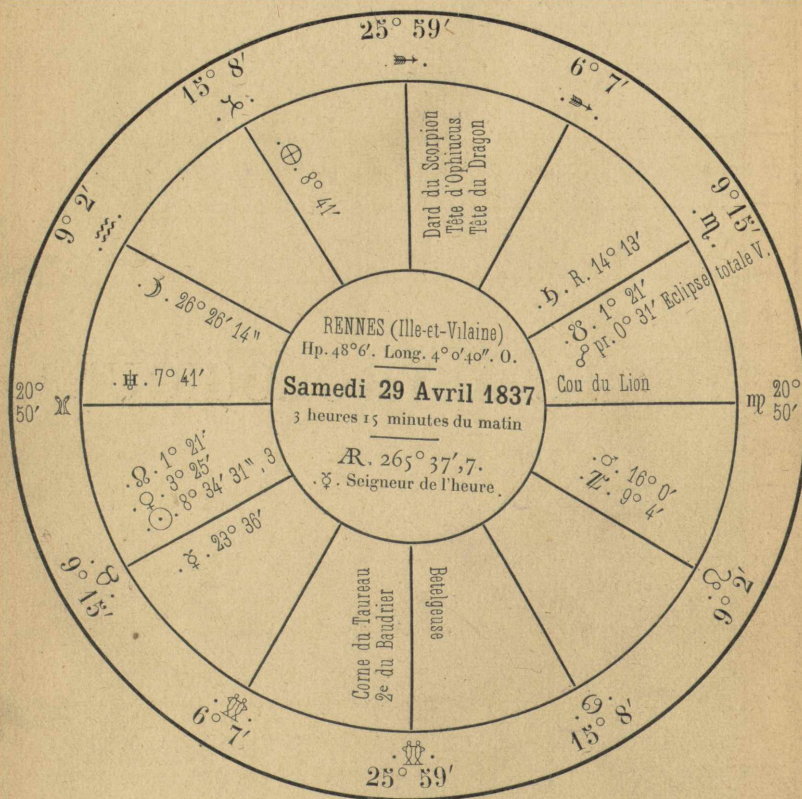 25° 59′
➳.
6° 7′
.➳.
9° 15′
.♏.
♍ 20° 50′
9° 2′
.♌.
15° 8′
.♋.
.♊.
25° 59′
.♊.
6° 7′
.♉.
9° 15′
20° 50′ ♓
9° 2′
.♒.
15° 8′
.♑.
.⊕. 8° 41′
Dard du Scorpion
Tête d'Ophiucus
Tête du Dragon
.♄. R. 14° 13′
.☋. 1° 21′
☍ pr. 0° 31′ Eclipse totale V.
Cou du Lion
.♂. 16° 0′
.♃. 9° 4′
Betelgeuse
Corne du Taureau
2e du Baudrier
.☿. 23° 36′
.☊. 1° 21′
.♀. 3° 25′
.☉. 8° 34′ 31″, 3
.♅. 7° 41′
.☽. 26° 26′ 14″
RENNES (Ille-et-Vilaine)
Hp. 48°6′. Long. 4°0′40″. O.
Samedi 29 Avril 1837
3 heures 15 minutes du matin
ÆR. 265° 37′,7.
.☿. Seigneur de l'heure.